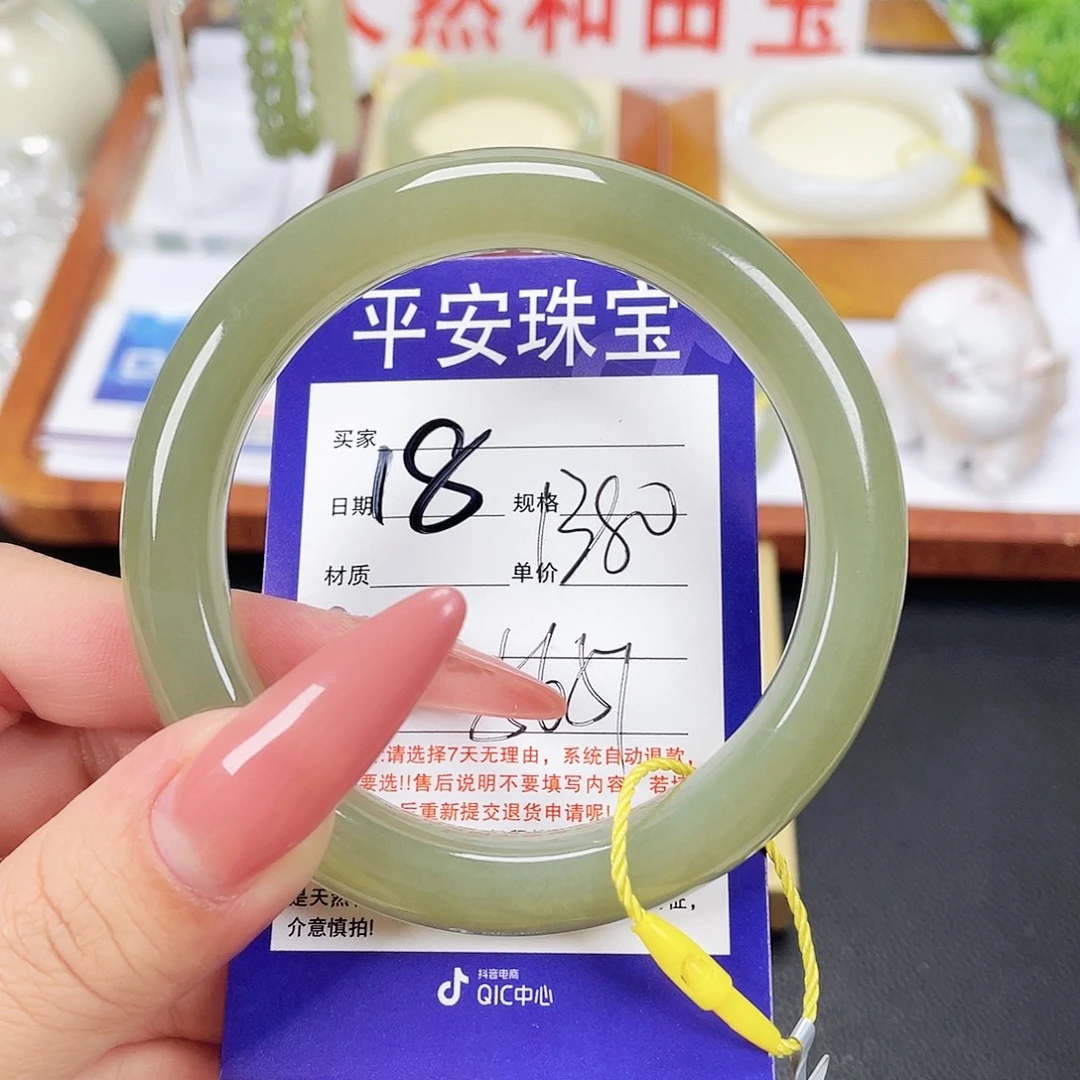 天然和田玉
平安珠宝
买家
18
日期
规格
1380
材质
单价
:请选择7天无理由，系统自动退款，
要选!!售后说明不要填写内容，若
后重新提交退货申请呢!
是天然
介意慎拍!
抖音电商
QIC中心